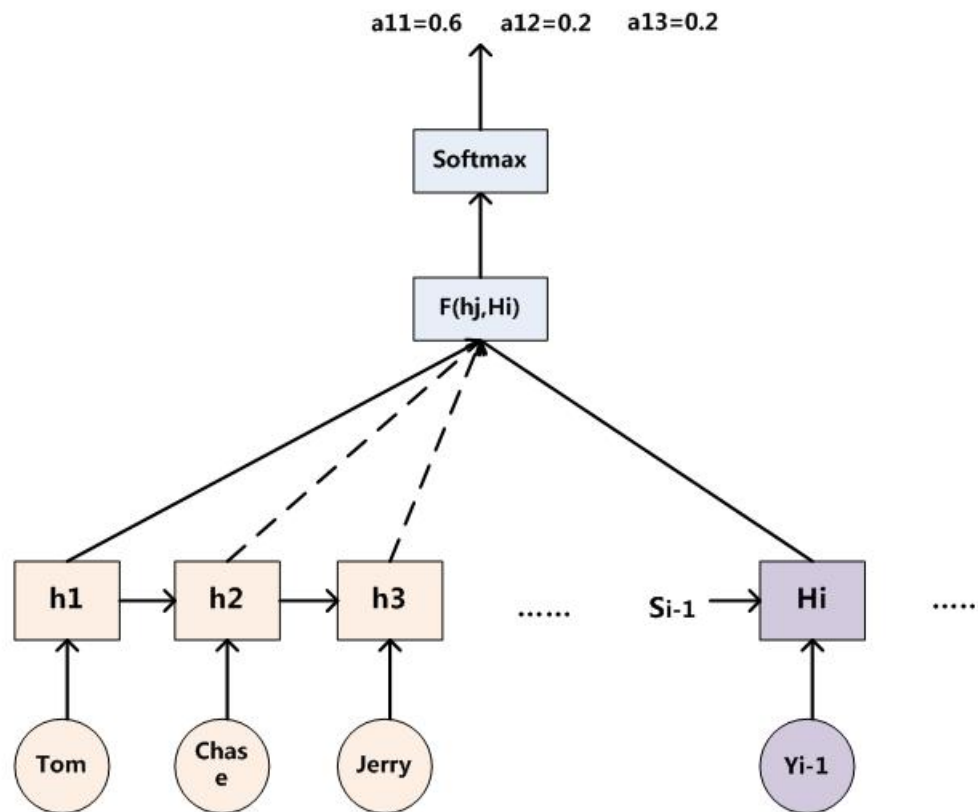 a11=0.6 a12=0.2 a13=0.2
Softmax
F(hj,Hi)
h1 h2 h3 ...... Si-1 Hi .....
Tom Chas
e Jerry Yi-1